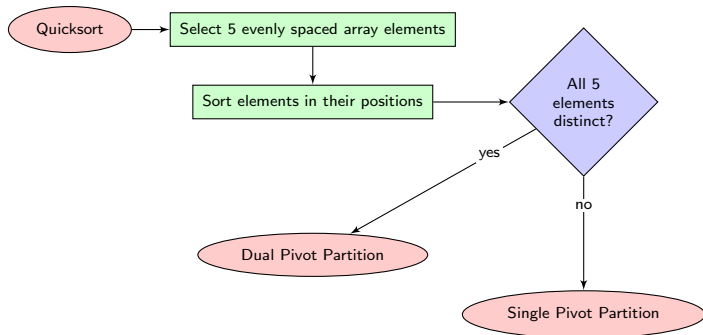 Quicksort
Select 5 evenly spaced array elements
Sort elements in their positions
All 5
elements
distinct?
yes
no
Dual Pivot Partition
Single Pivot Partition